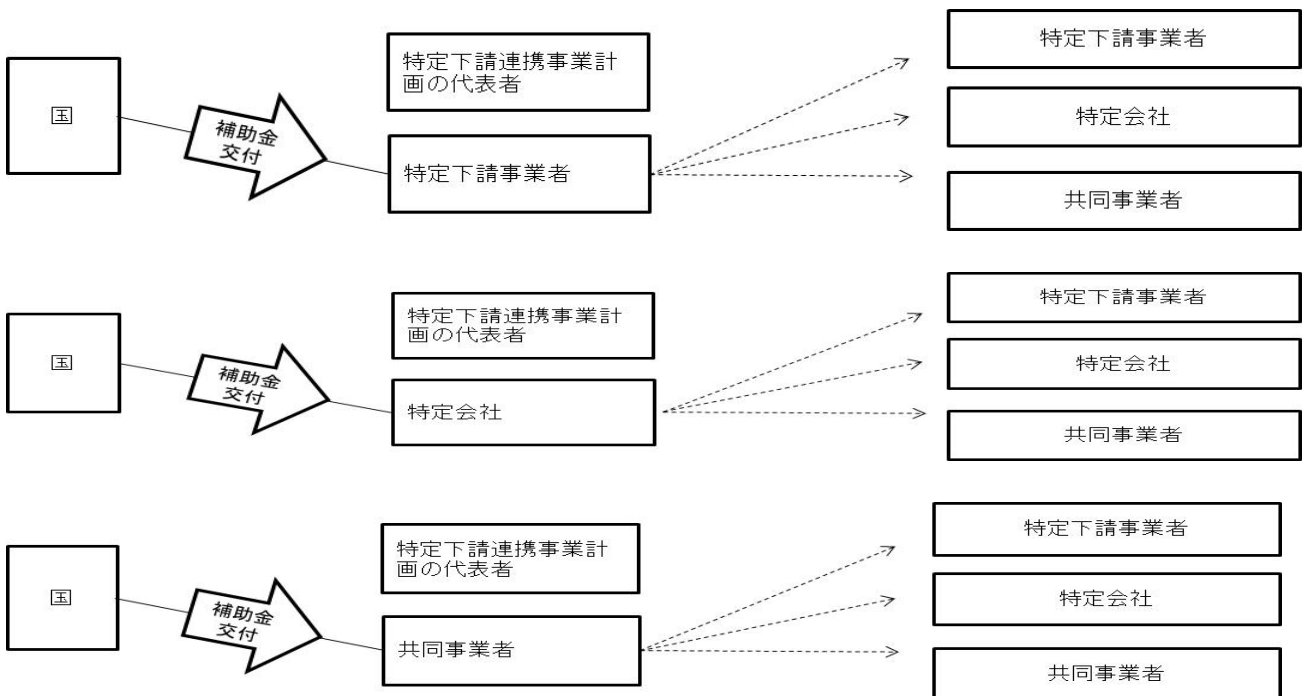 国
補助金
交付
特定下請連携事業計
画の代表者
特定下請事業者
特定下請事業者
特定会社
共同事業者
国
補助金
交付
特定下請連携事業計
画の代表者
特定会社
特定下請事業者
特定会社
共同事業者
国
補助金
交付
特定下請連携事業計
画の代表者
共同事業者
特定下請事業者
特定会社
共同事業者